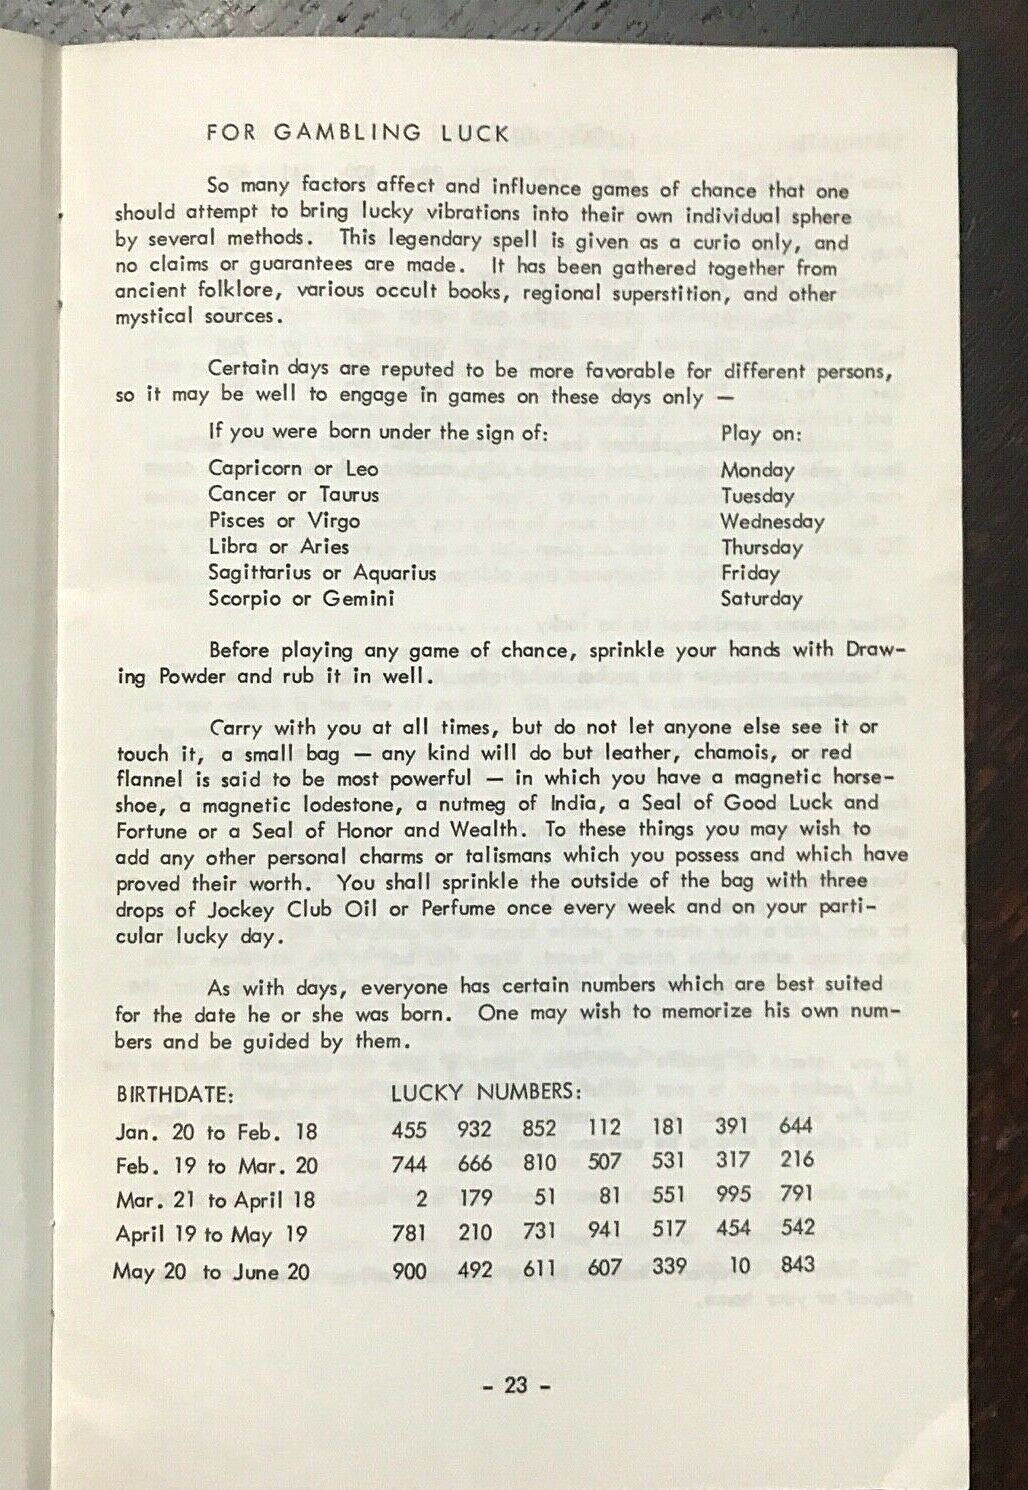 FOR GAMBLING LUCK
So many factors affect and influence games of chance that one
should attempt to bring lucky vibrations into their own individual sphere
by several methods. This legendary spell is given as a curio only, and
no claims or guarantees are made. It has been gathered together from
ancient folklore, various occult books, regional superstition, and other
mystical sources.
Certain days are reputed to be more favorable for different persons,
so it may be well to engage in games on these days only —
If you were born under the sign of: Play on:
Capricorn or Leo Monday
Cancer or Taurus Tuesday
Pisces or Virgo Wednesday
Libra or Aries Thursday
Sagittarius or Aquarius Friday
Scorpio or Gemini Saturday
Before playing any game of chance, sprinkle your hands with Draw-
ing Powder and rub it in well.
Carry with you at all times, but do not let anyone else see it or
touch it, a small bag — any kind will do but leather, chamois, or red
flannel is said to be most powerful — in which you have a magnetic horse-
shoe, a magnetic lodestone, a nutmeg of India, a Seal of Good Luck and
Fortune or a Seal of Honor and Wealth. To these things you may wish to
add any other personal charms or talismans which you possess and which have
proved their worth. You shall sprinkle the outside of the bag with three
drops of Jockey Club Oil or Perfume once every week and on your parti-
cular lucky day.
As with days, everyone has certain numbers which are best suited
for the date he or she was born. One may wish to memorize his own num-
bers and be guided by them.
BIRTHDATE: LUCKY NUMBERS:
Jan. 20 to Feb. 18 455 932 852 112 181 391 644
Feb. 19 to Mar. 20 744 666 810 507 531 317 216
Mar. 21 to April 18 2 179 51 81 551 995 791
April 19 to May 19 781 210 731 941 517 454 542
May 20 to June 20 900 492 611 607 339 10 843
- 23 -